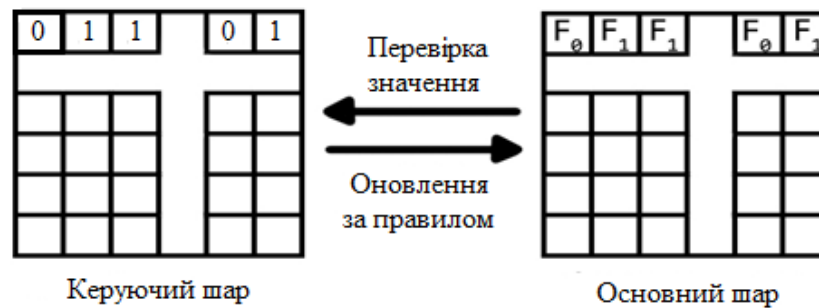 0 1 1 0 1
F₀ F₁ F₁ F₀ F₁
Перевірка
значення
Оновлення
за правилом
Керуючий шар
Основний шар